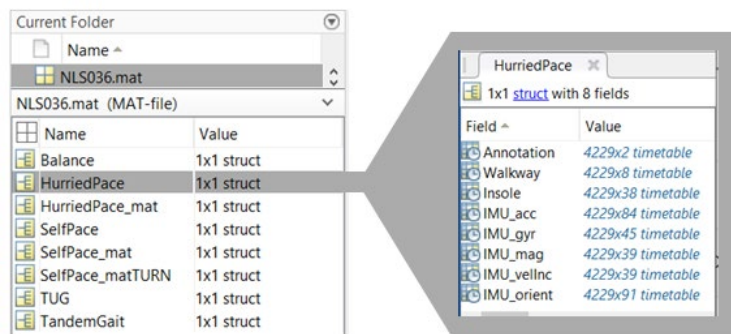 Current Folder
Name
NLS036.mat
NLS036.mat (MAT-file)
Name Value
Balance 1x1 struct
HurriedPace 1x1 struct
HurriedPace_mat 1x1 struct
SelfPace 1x1 struct
SelfPace_mat 1x1 struct
SelfPace_matTURN 1x1 struct
TUG 1x1 struct
TandemGait 1x1 struct
HurriedPace
1x1 struct with 8 fields
Field Value
Annotation 4229x2 timetable
Walkway 4229x8 timetable
Insole 4229x38 timetable
IMU_acc 4229x84 timetable
IMU_gyr 4229x45 timetable
IMU_mag 4229x39 timetable
IMU_velInc 4229x39 timetable
IMU_orient 4229x91 timetable